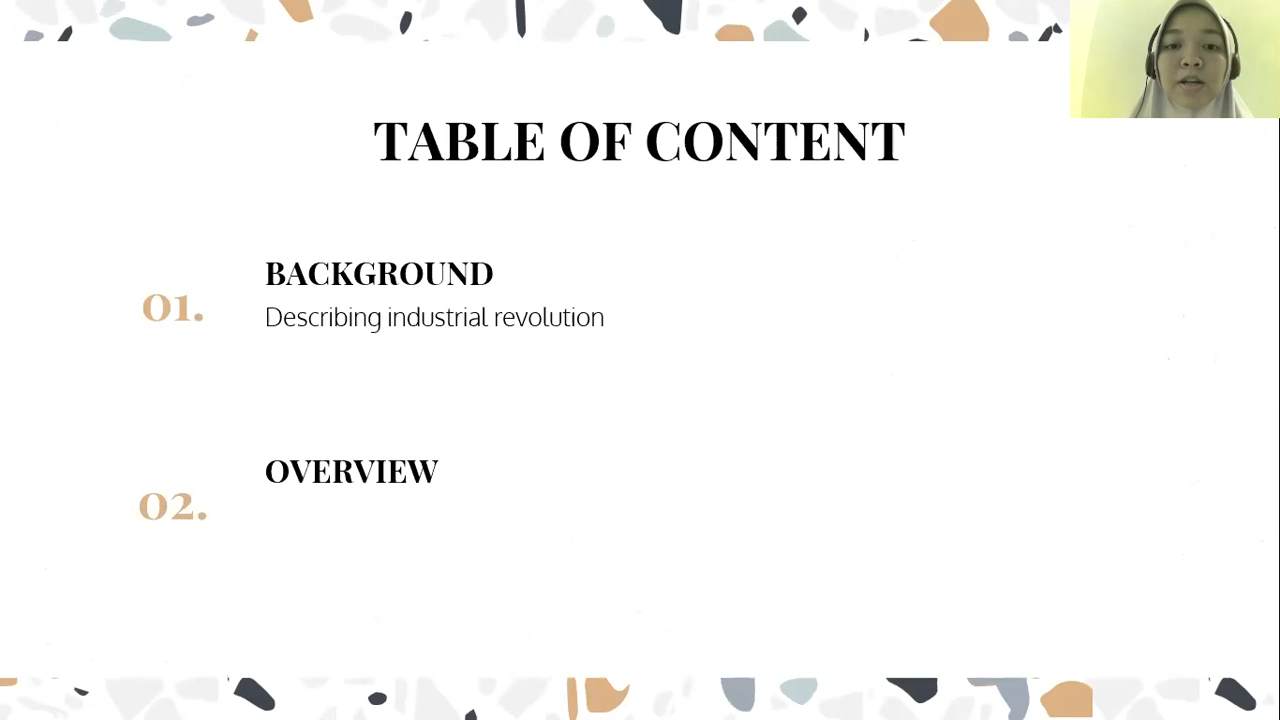 TABLE OF CONTENT
01.
BACKGROUND
Describing industrial revolution
02.
OVERVIEW